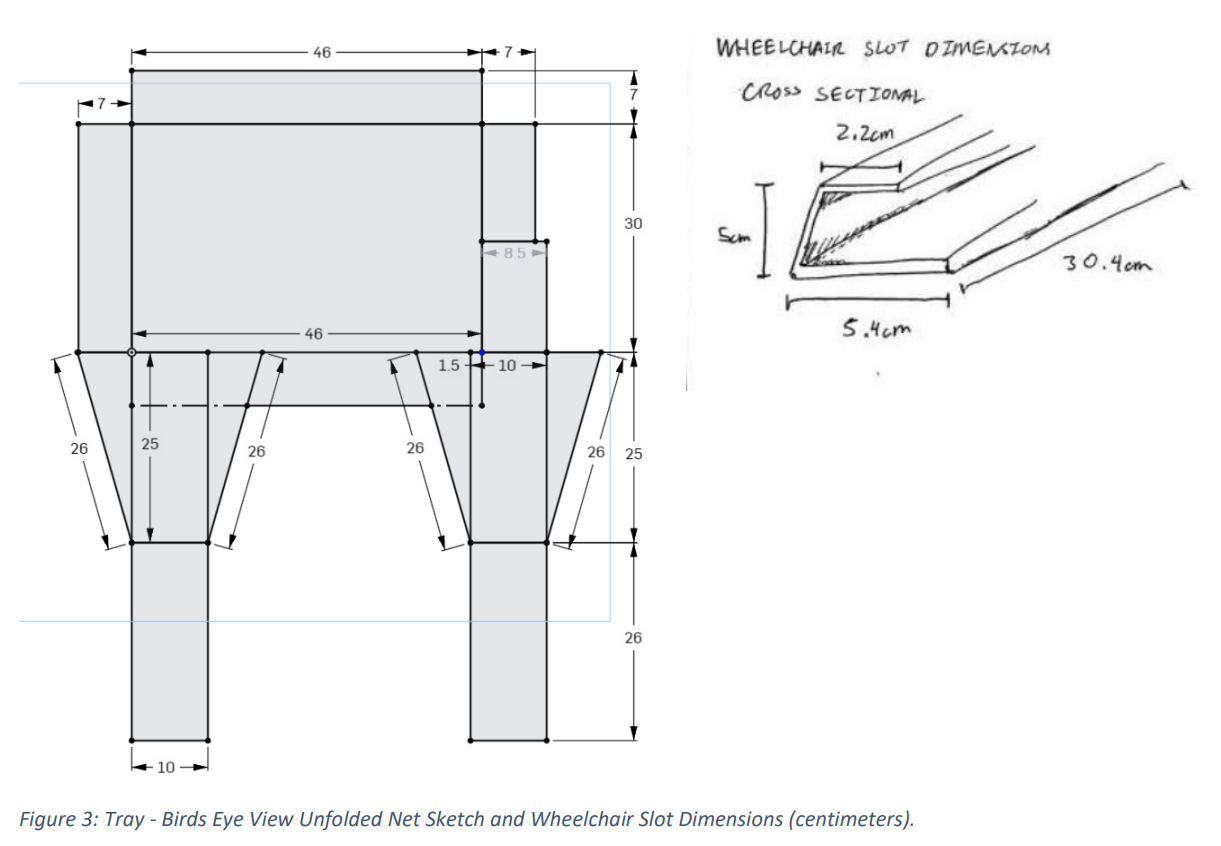 46
7
7
7
30
8.5
46
1.5
10
26
25
26
26
26
25
26
10
WHEELCHAIR SLOT DIMENSIONS
CROSS SECTIONAL
2.2cm
5cm
30.4cm
5.4cm
Figure 3: Tray - Birds Eye View Unfolded Net Sketch and Wheelchair Slot Dimensions (centimeters).